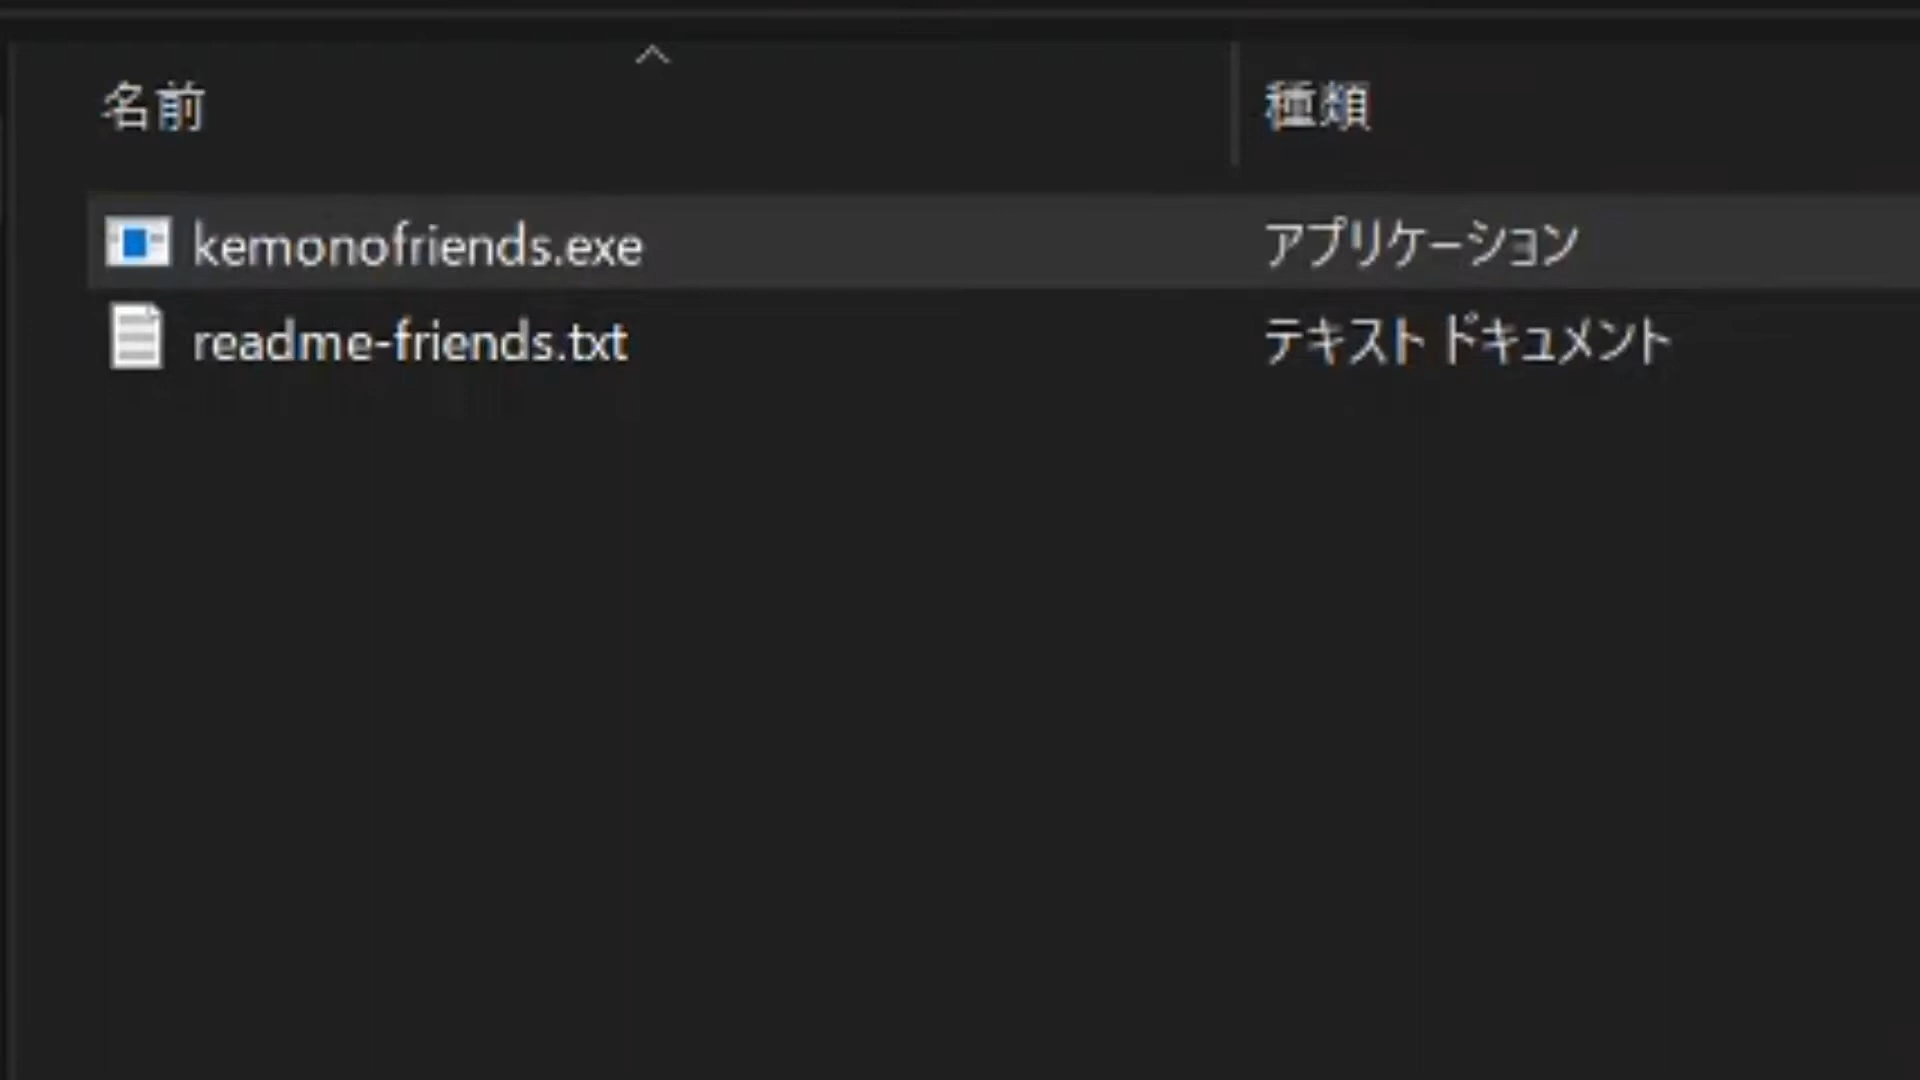 名前 種類
kemonofriends.exe アプリケーション
readme-friends.txt テキスト ドキュメント